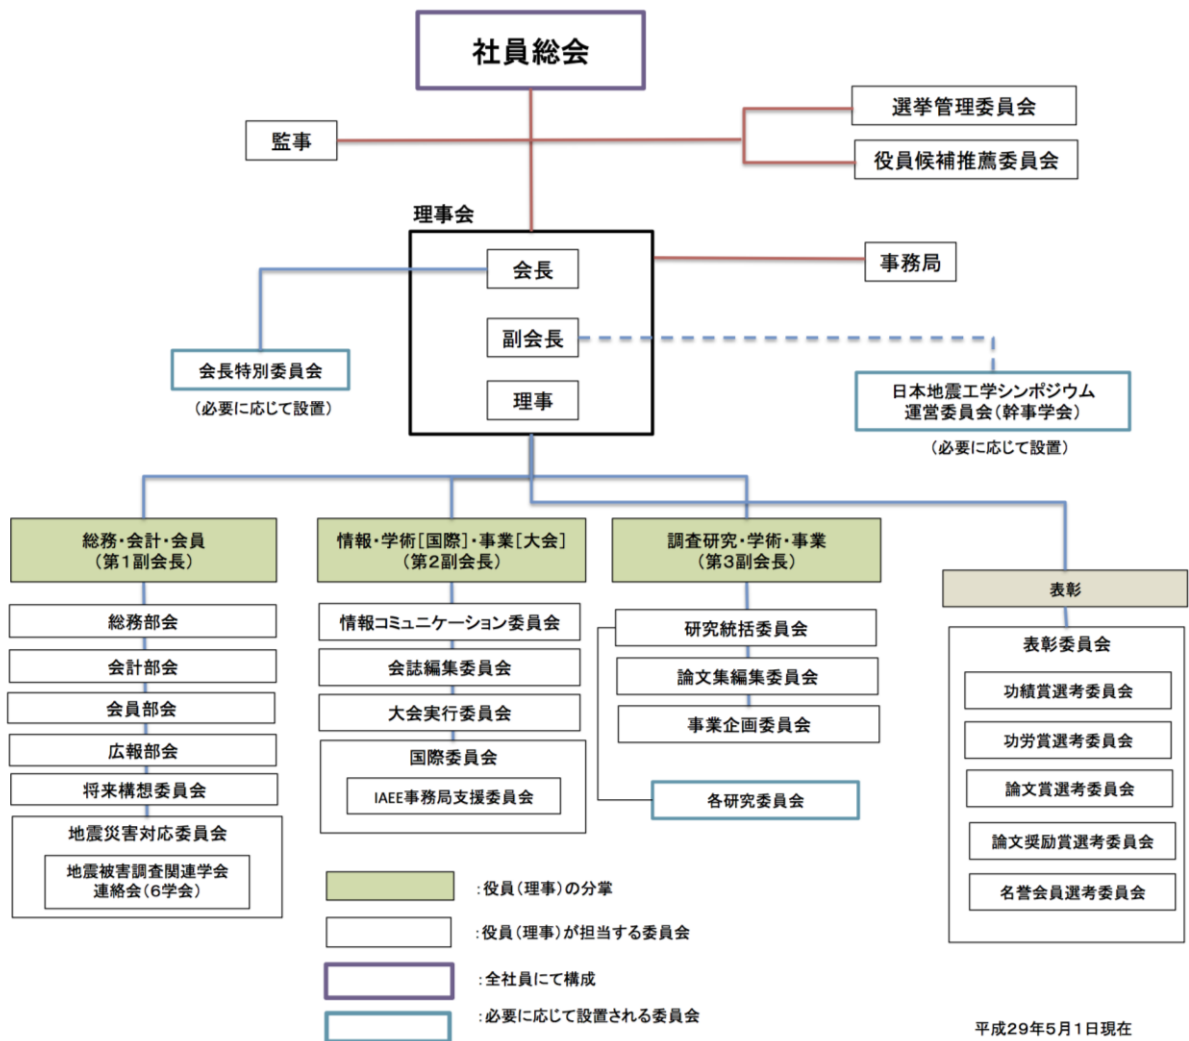 社員総会
選挙管理委員会
監事
役員候補推薦委員会
理事会
会長
事務局
副会長
会長特別委員会
(必要に応じて設置)
理事
日本地震工学シンポジウム
運営委員会(幹事学会)
(必要に応じて設置)
総務・会計・会員
(第1副会長)
総務部会
会計部会
会員部会
広報部会
将来構想委員会
地震災害対応委員会
地震被害調査関連学会
連絡会(6学会)
情報・学術[国際]・事業[大会]
(第2副会長)
情報コミュニケーション委員会
会誌編集委員会
大会実行委員会
国際委員会
IAEE事務局支援委員会
調査研究・学術・事業
(第3副会長)
研究統括委員会
論文集編集委員会
事業企画委員会
各研究委員会
表彰
表彰委員会
功績賞選考委員会
功労賞選考委員会
論文賞選考委員会
論文奨励賞選考委員会
名誉会員選考委員会
:役員(理事)の分掌
:役員(理事)が担当する委員会
:全社員にて構成
:必要に応じて設置される委員会
平成29年5月1日現在